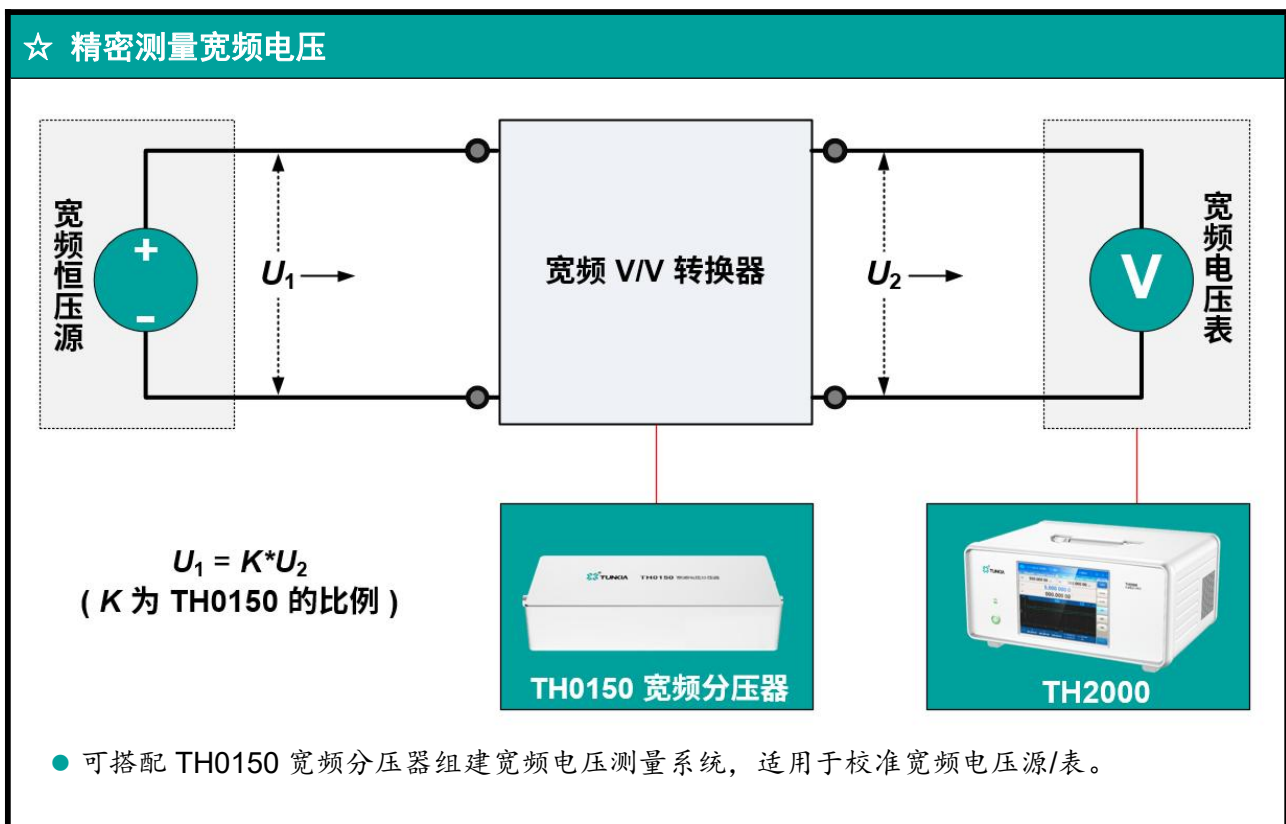 ☆ 精密测量宽频电压
宽频恒压源
+
-
U₁
宽频 V/V 转换器
U₂
V
宽频电压表
U₁ = K*U₂
( K 为 TH0150 的比例 )
TUNKIA TH0150
TH0150 宽频分压器
TUNKIA
TH2000
TH2000
● 可搭配 TH0150 宽频分压器组建宽频电压测量系统，适用于校准宽频电压源/表。